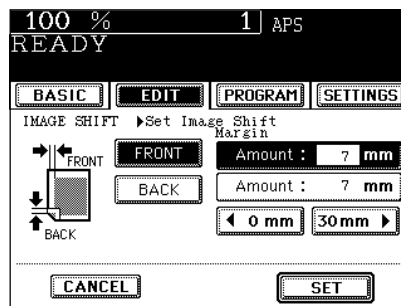 100 % 1 APS
READY
BASIC EDIT PROGRAM SETTINGS
IMAGE SHIFT ▶Set Image Shift
Margin
FRONT FRONT Amount : 7 mm
BACK Amount : 7 mm
BACK ◀ 0 mm 30mm ▶
CANCEL SET